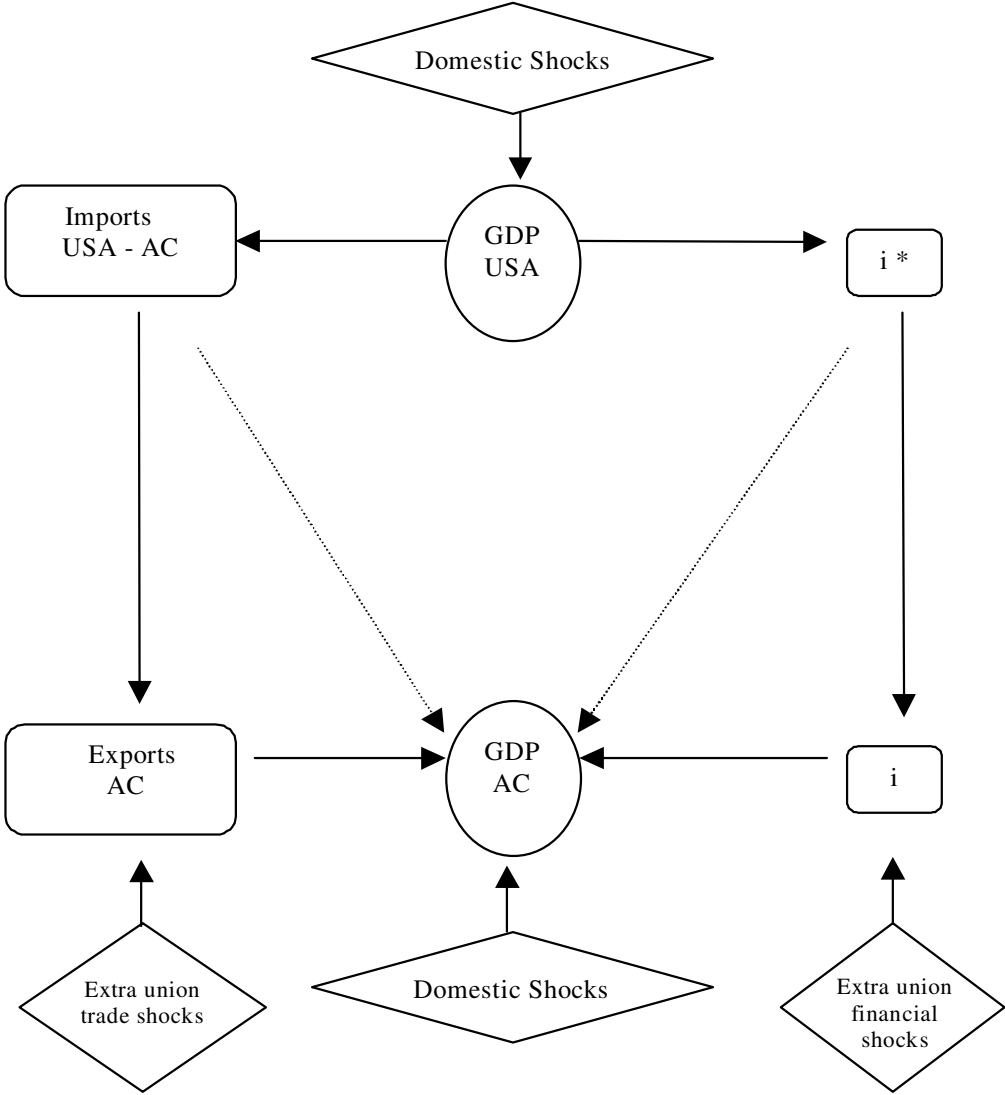 Domestic Shocks
Imports
USA - AC
GDP
USA
i *
Exports
AC
GDP
AC
i
Extra union
trade shocks
Domestic Shocks
Extra union
financial
shocks